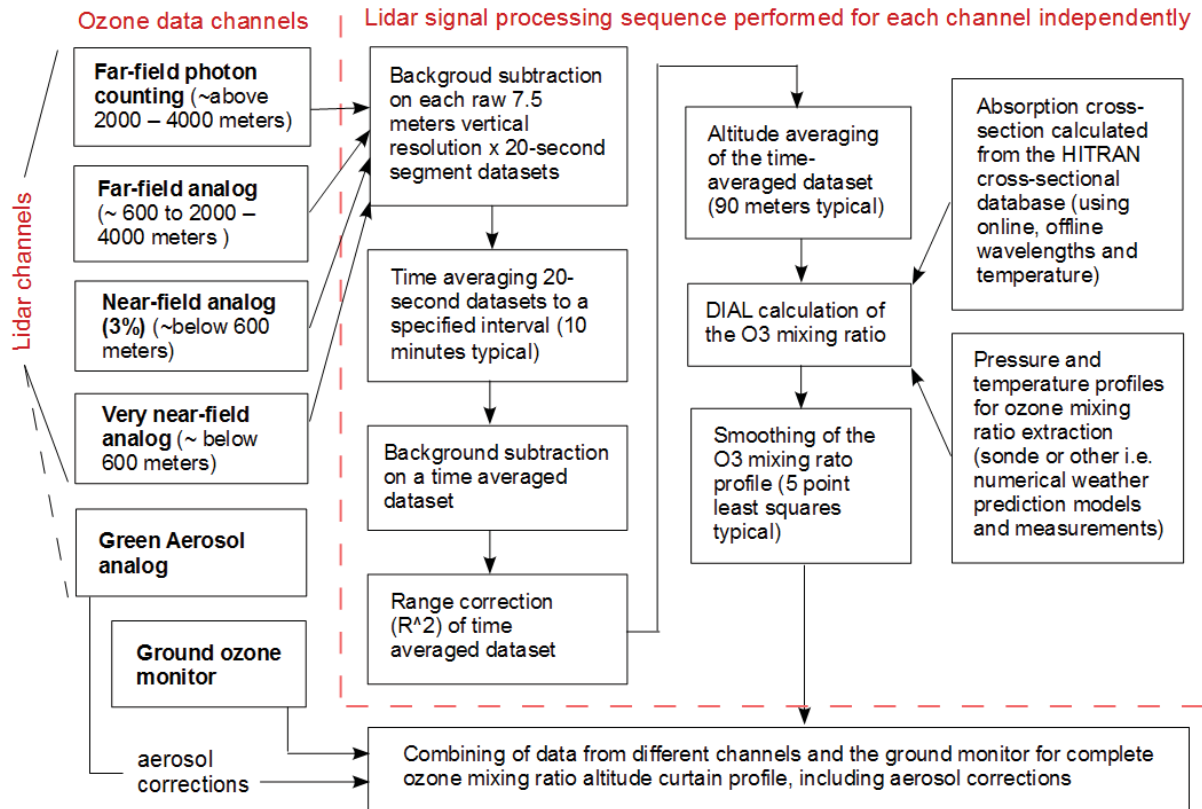 Ozone data channels
Lidar signal processing sequence performed for each channel independently
Lidar channels
Far-field photon
counting (~above
2000 – 4000 meters)
Far-field analog
(~ 600 to 2000 –
4000 meters )
Near-field analog
(3%) (~below 600
meters)
Very near-field
analog (~ below
600 meters)
Green Aerosol
analog
Ground ozone
monitor
aerosol
corrections
Backgroud subtraction
on each raw 7.5
meters vertical
resolution x 20-second
segment datasets
Time averaging 20-
second datasets to a
specified interval (10
minutes typical)
Background subtraction
on a time averaged
dataset
Range correction
(R^2) of time
averaged dataset
Altitude averaging
of the time-
averaged dataset
(90 meters typical)
DIAL calculation
of the O3 mixing ratio
Smoothing of the
O3 mixing rato
profile (5 point
least squares
typical)
Absorption cross-
section calculated
from the HITRAN
cross-sectional
database (using
online, offline
wavelengths and
temperature)
Pressure and
temperature profiles
for ozone mixing
ratio extraction
(sonde or other i.e.
numerical weather
prediction models
and measurements)
Combining of data from different channels and the ground monitor for complete
ozone mixing ratio altitude curtain profile, including aerosol corrections